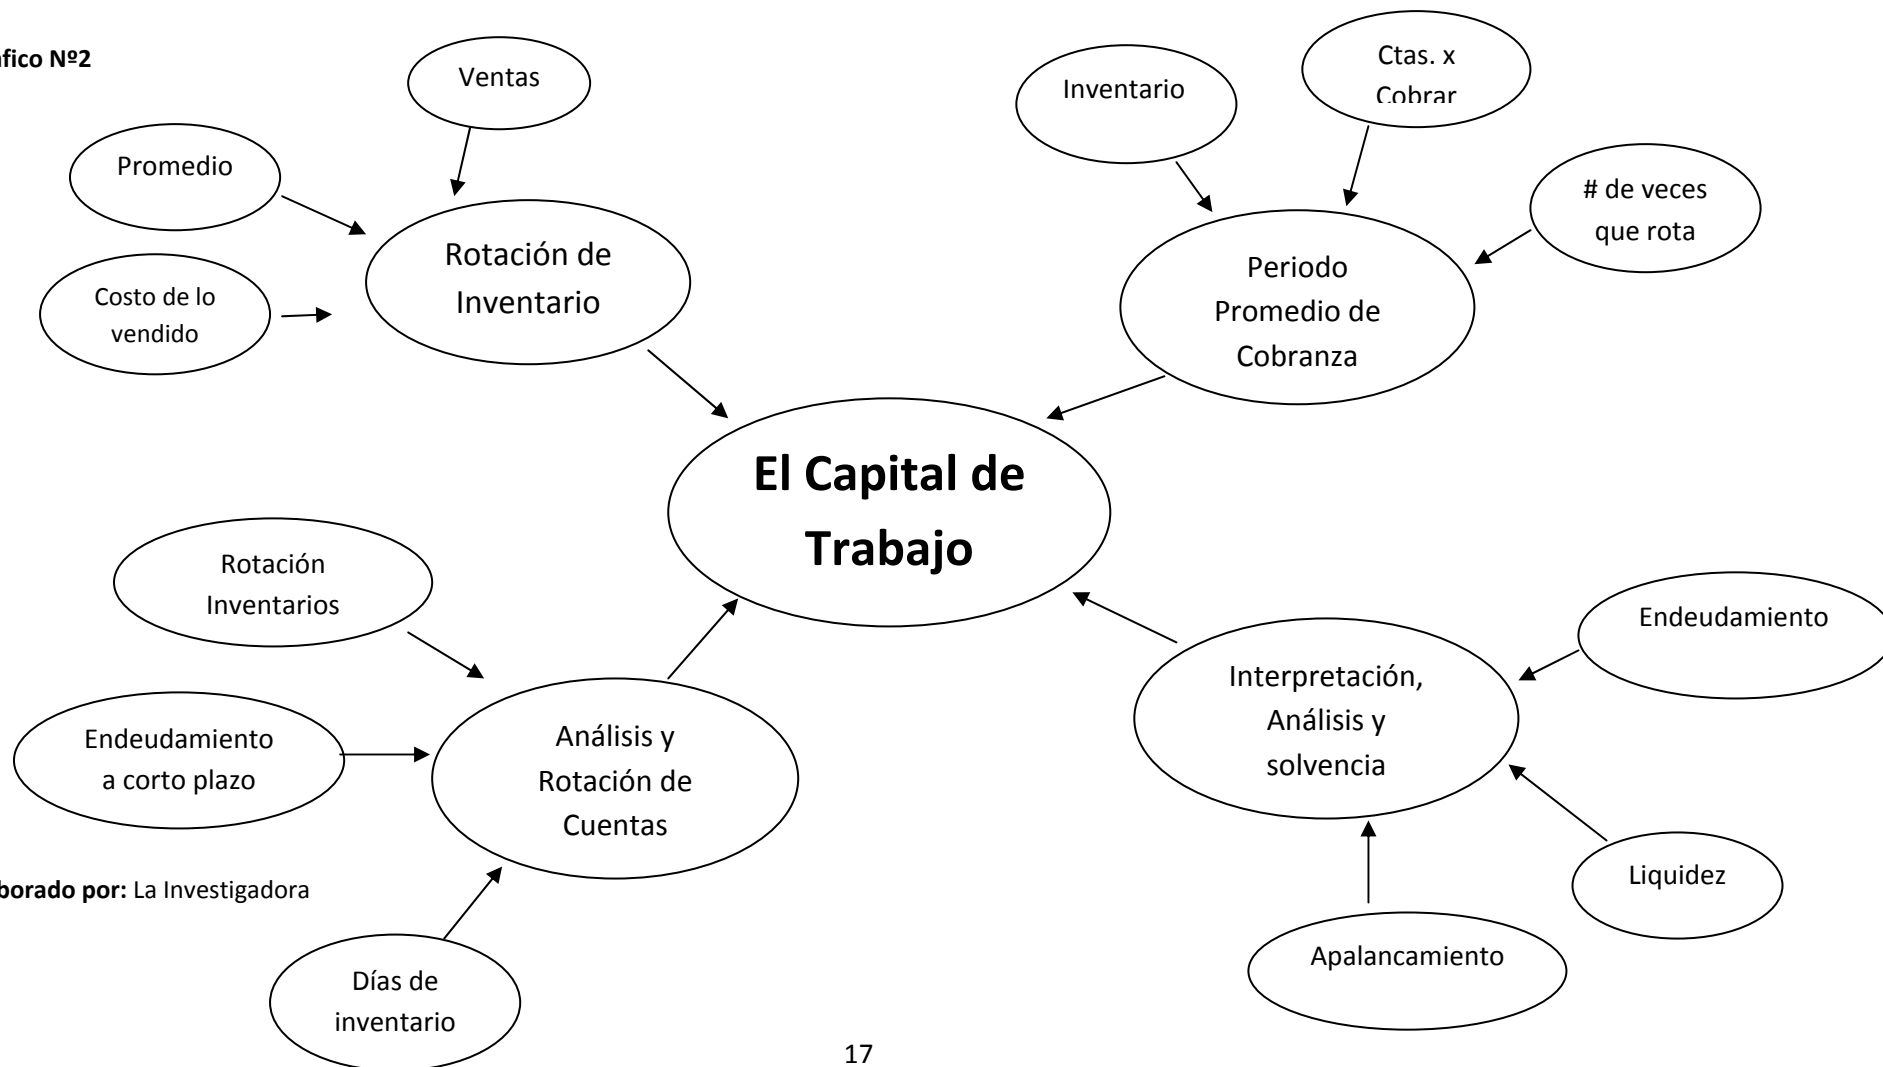 áfico Nº2
Ventas
Promedio
Costo de lo
vendido
Rotación de
Inventario
Inventario
Ctas. x
Cobrar
# de veces
que rota
Periodo
Promedio de
Cobranza
El Capital de
Trabajo
Rotación
Inventarios
Endeudamiento
a corto plazo
Análisis y
Rotación de
Cuentas
Días de
inventario
Interpretación,
Análisis y
solvencia
Endeudamiento
Liquidez
Apalancamiento
borado por: La Investigadora
17